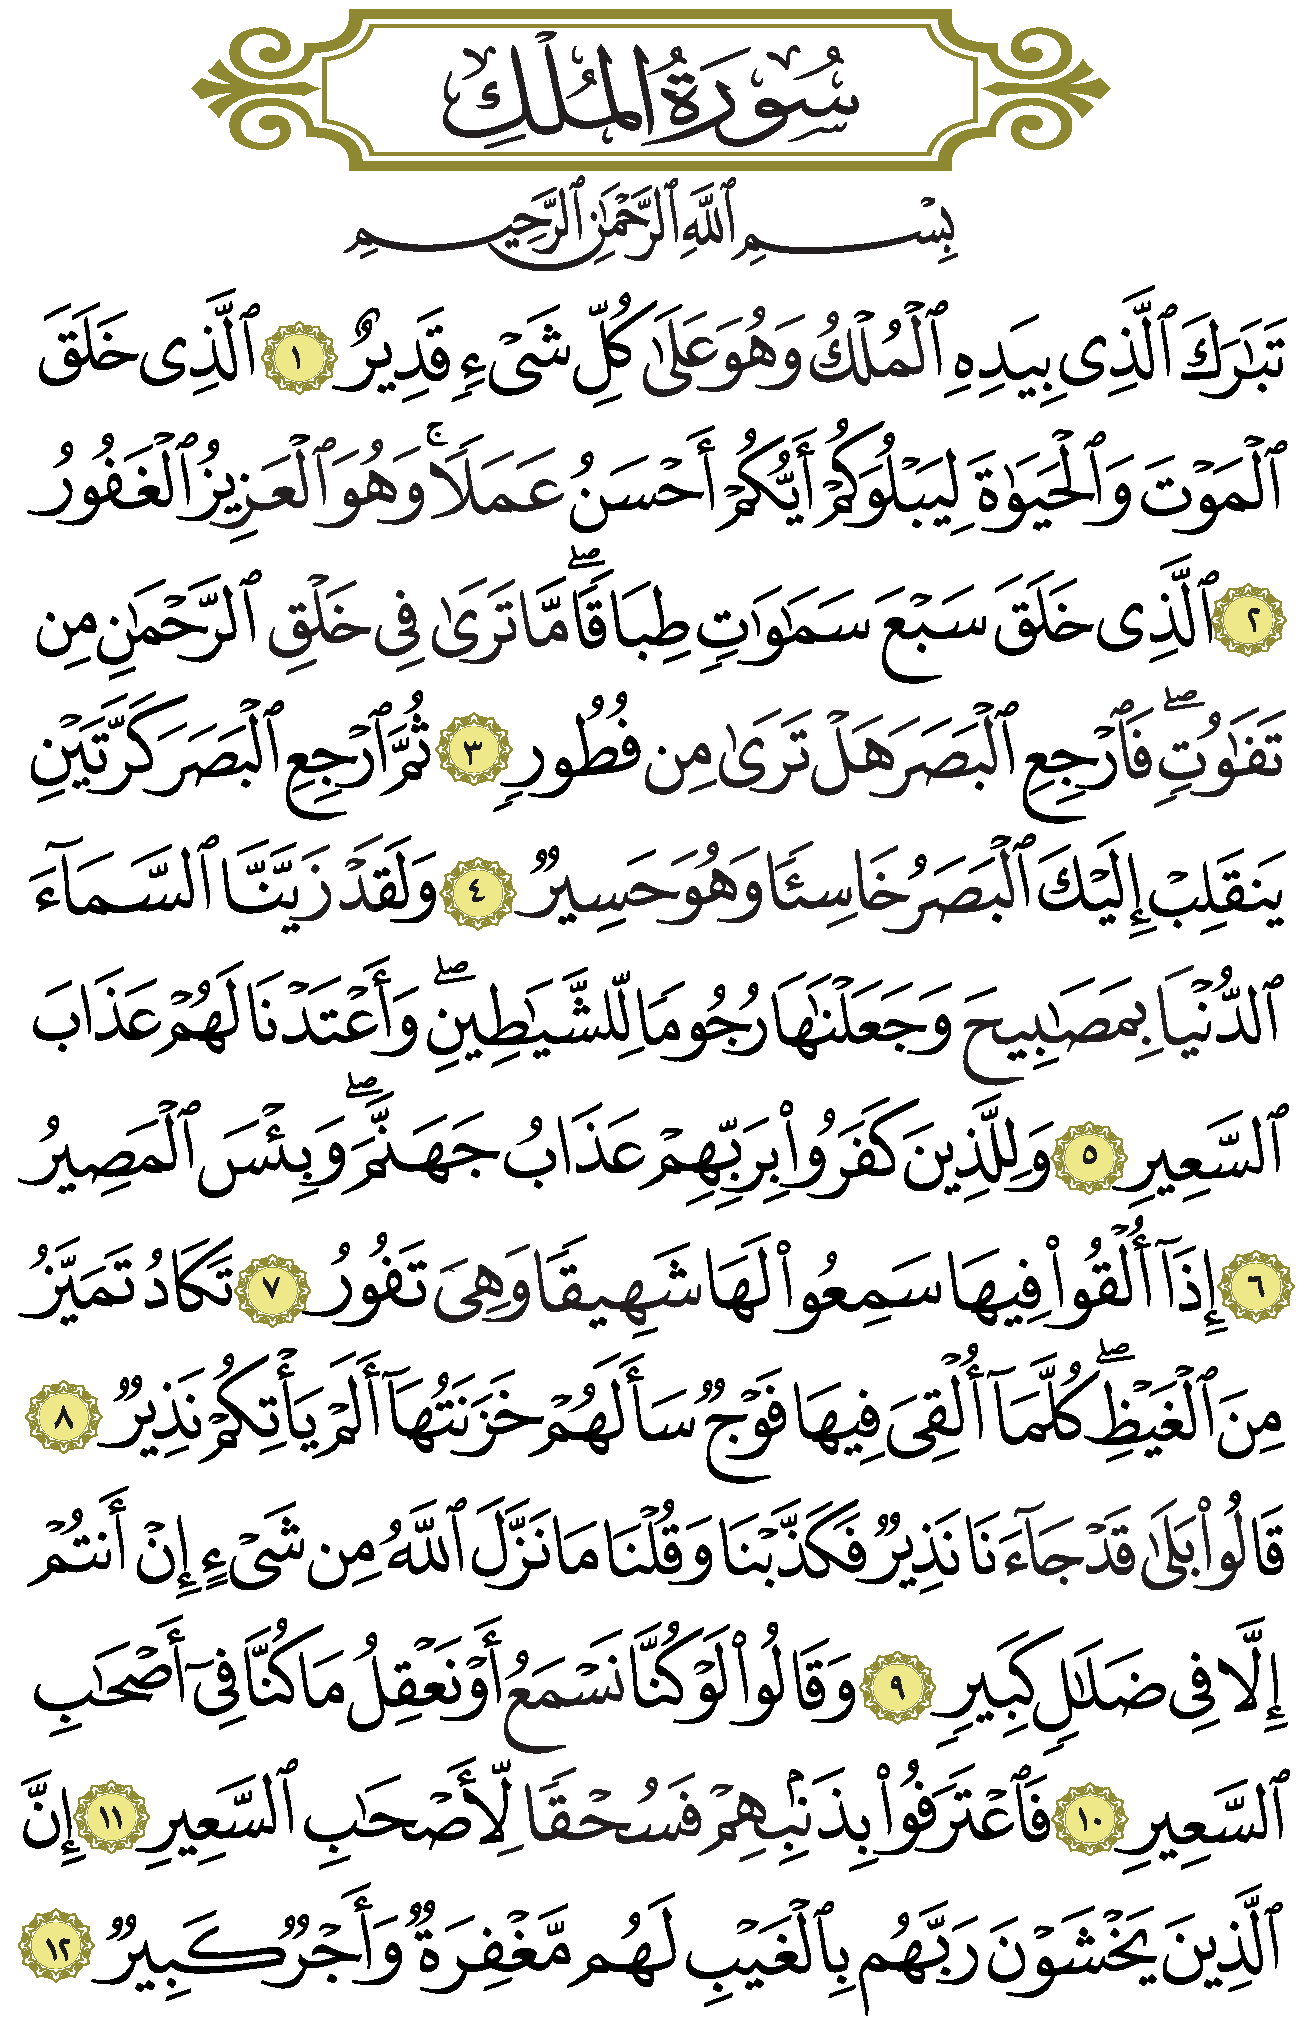 سُورَةُ الْمُلْكِ
بِسْمِ ٱللَّهِ ٱلرَّحْمَٰنِ ٱلرَّحِيمِ
تَبَٰرَكَ ٱلَّذِى بِيَدِهِ ٱلْمُلْكُ وَهُوَ عَلَىٰ كُلِّ شَىْءٍ قَدِيرٌ ١ ٱلَّذِى خَلَقَ
ٱلْمَوْتَ وَٱلْحَيَوٰةَ لِيَبْلُوَكُمْ أَيُّكُمْ أَحْسَنُ عَمَلًا ۚ وَهُوَ ٱلْعَزِيزُ ٱلْغَفُورُ
٢ ٱلَّذِى خَلَقَ سَبْعَ سَمَٰوَٰتٍ طِبَاقًا ۖ مَّا تَرَىٰ فِى خَلْقِ ٱلرَّحْمَٰنِ مِن
تَفَٰوُتٍ ۖ فَٱرْجِعِ ٱلْبَصَرَ هَلْ تَرَىٰ مِن فُطُورٍ ٣ ثُمَّ ٱرْجِعِ ٱلْبَصَرَ كَرَّتَيْنِ
يَنقَلِبْ إِلَيْكَ ٱلْبَصَرُ خَاسِئًا وَهُوَ حَسِيرٌ ٤ وَلَقَدْ زَيَّنَّا ٱلسَّمَآءَ
ٱلدُّنْيَا بِمَصَٰبِيحَ وَجَعَلْنَٰهَا رُجُومًا لِّلشَّيَٰطِينِ ۖ وَأَعْتَدْنَا لَهُمْ عَذَابَ
ٱلسَّعِيرِ ٥ وَلِلَّذِينَ كَفَرُوا۟ بِرَبِّهِمْ عَذَابُ جَهَنَّمَ ۖ وَبِئْسَ ٱلْمَصِيرُ
٦ إِذَآ أُلْقُوا۟ فِيهَا سَمِعُوا۟ لَهَا شَهِيقًا وَهِىَ تَفُورُ ٧ تَكَادُ تَمَيَّزُ
مِنَ ٱلْغَيْظِ ۖ كُلَّمَآ أُلْقِىَ فِيهَا فَوْجٌ سَأَلَهُمْ خَزَنَتُهَآ أَلَمْ يَأْتِكُمْ نَذِيرٌ ٨
قَالُوا۟ بَلَىٰ قَدْ جَآءَنَا نَذِيرٌ فَكَذَّبْنَا وَقُلْنَا مَا نَزَّلَ ٱللَّهُ مِن شَىْءٍ إِنْ أَنتُمْ
إِلَّا فِى ضَلَٰلٍ كَبِيرٍ ٩ وَقَالُوا۟ لَوْ كُنَّا نَسْمَعُ أَوْ نَعْقِلُ مَا كُنَّا فِىٓ أَصْحَٰبِ
ٱلسَّعِيرِ ١٠ فَٱعْتَرَفُوا۟ بِذَنۢبِهِمْ فَسُحْقًا لِّأَصْحَٰبِ ٱلسَّعِيرِ ١١ إِنَّ
ٱلَّذِينَ يَخْشَوْنَ رَبَّهُم بِٱلْغَيْبِ لَهُم مَّغْفِرَةٌ وَأَجْرٌ كَبِيرٌ ١٢